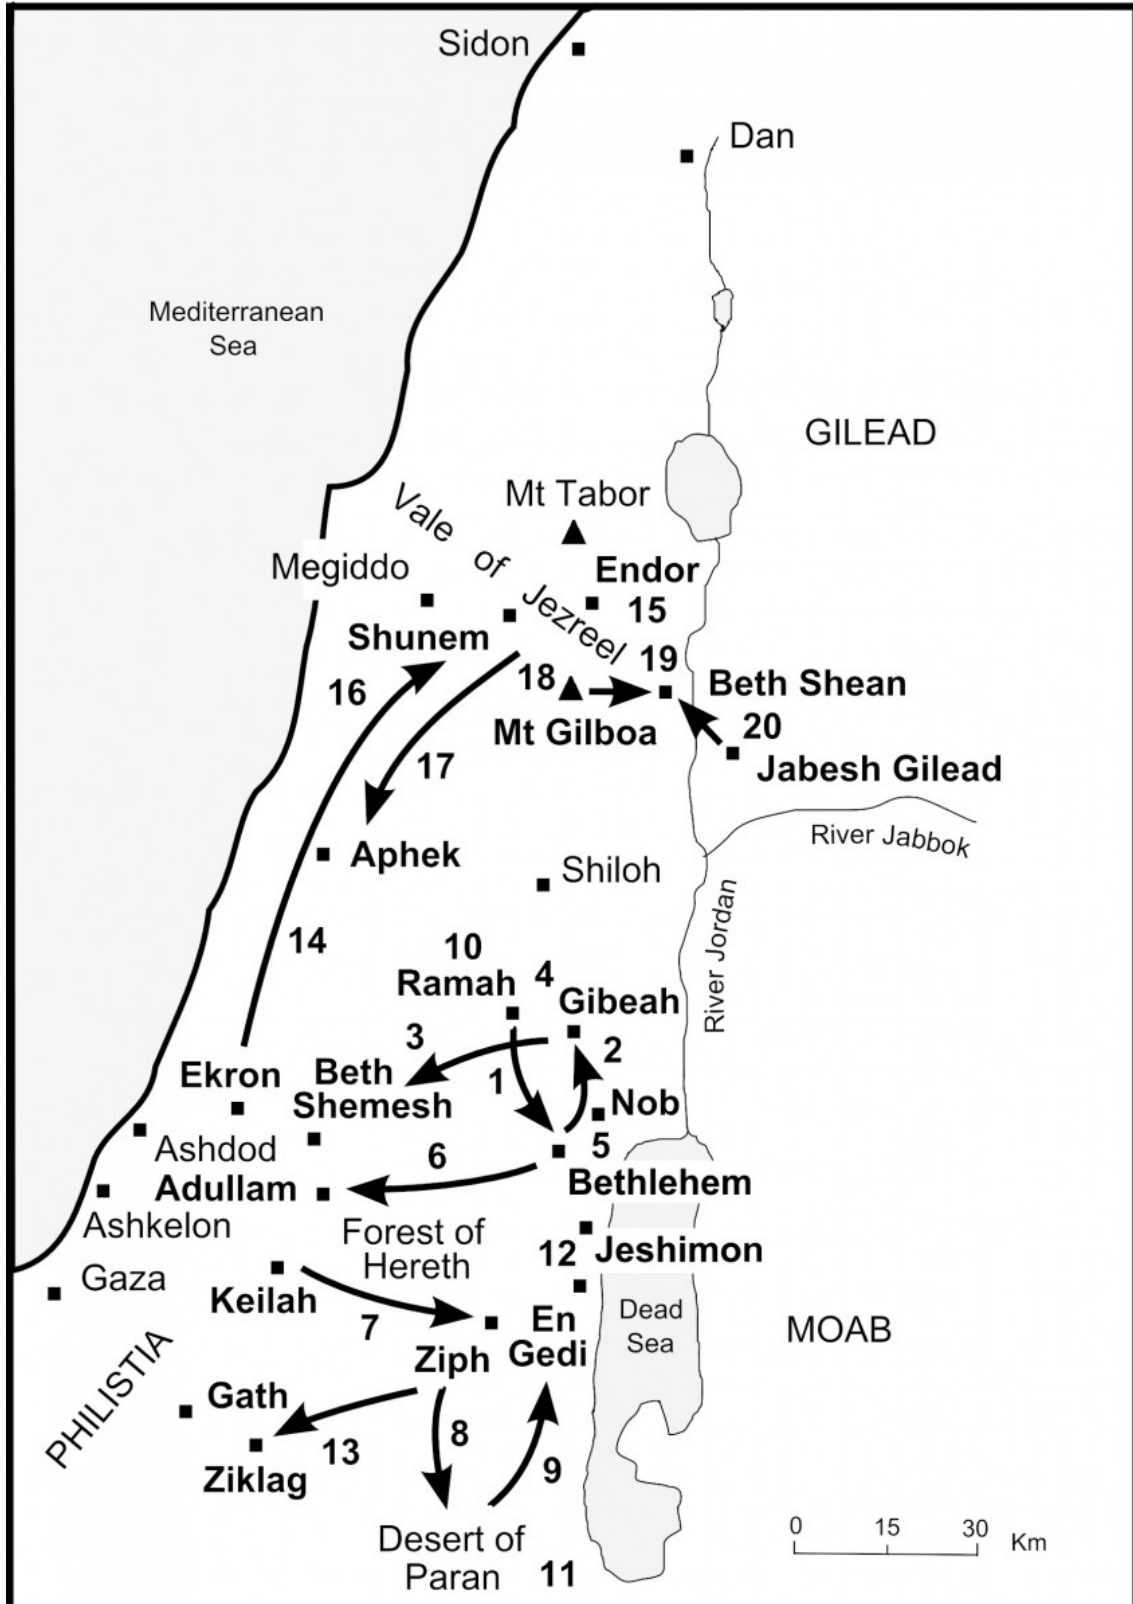 Sidon
Dan
Mediterranean
Sea
GILEAD
Mt Tabor
Vale of Jezreel
Megiddo
Endor
15
Shunem
19
18
16
Beth Shean
Mt Gilboa
20
17
Jabesh Gilead
River Jabbok
Aphek
Shiloh
River Jordan
14
10
Ramah
4
Gibeah
3
2
Ekron
Beth
Shemesh
1
Nob
Ashdod
5
6
Adullam
Bethlehem
Ashkelon
Forest of
Hereth
12
Jeshimon
Gaza
Keilah
7
Dead
Sea
En
Gedi
MOAB
Ziph
PHILISTIA
Gath
8
13
9
Ziklag
Desert of
Paran
11
0 15 30 Km